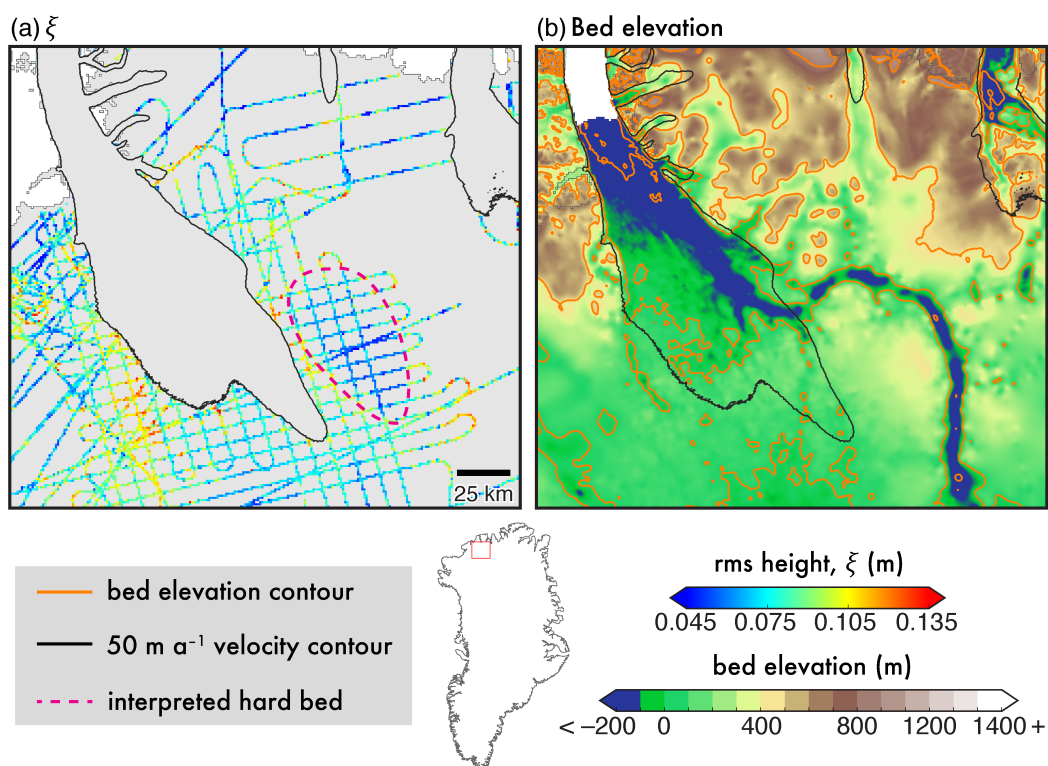 (a) ξ
(b) Bed elevation
25 km
bed elevation contour
50 m a⁻¹ velocity contour
interpreted hard bed
rms height, ξ (m)
0.045 0.075 0.105 0.135
bed elevation (m)
< −200 0 400 800 1200 1400 +